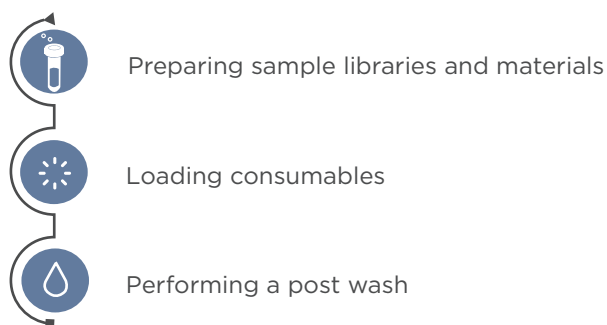 Preparing sample libraries and materials
Loading consumables
Performing a post wash